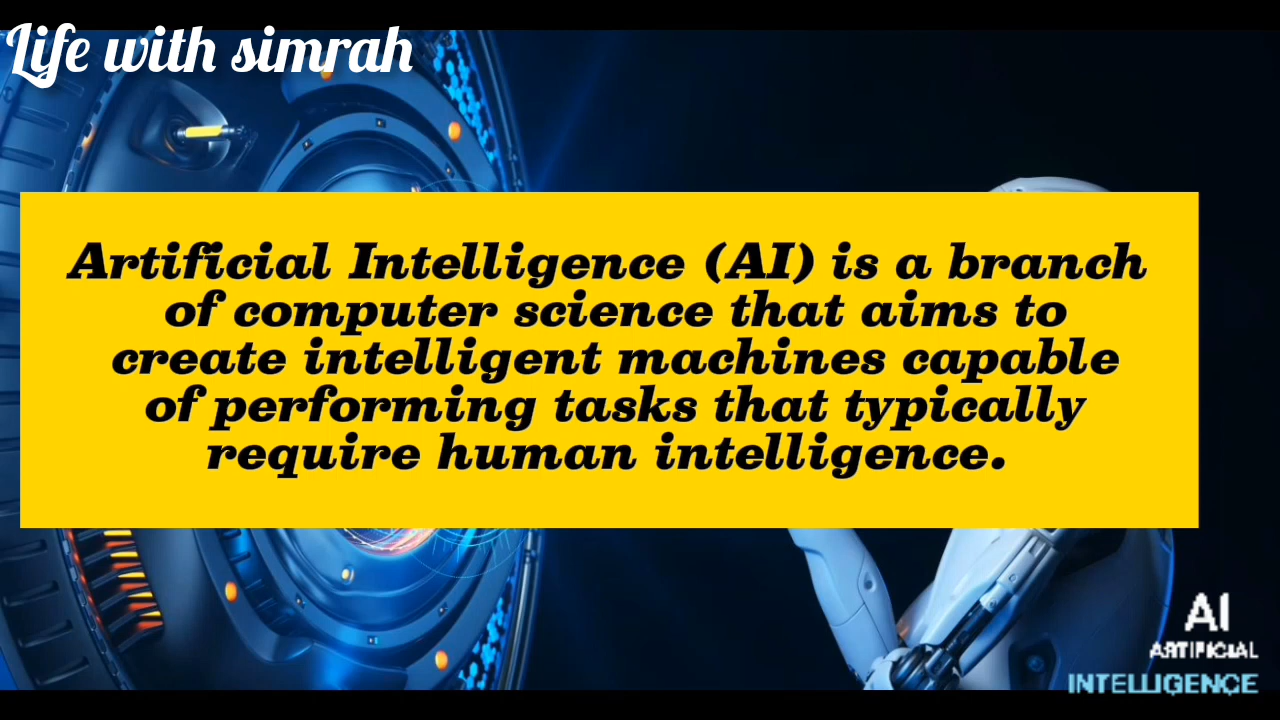 Life with simrah
Artificial Intelligence (AI) is a branch
of computer science that aims to
create intelligent machines capable
of performing tasks that typically
require human intelligence.
AI
ARTIFICIAL
INTELLIGENCE